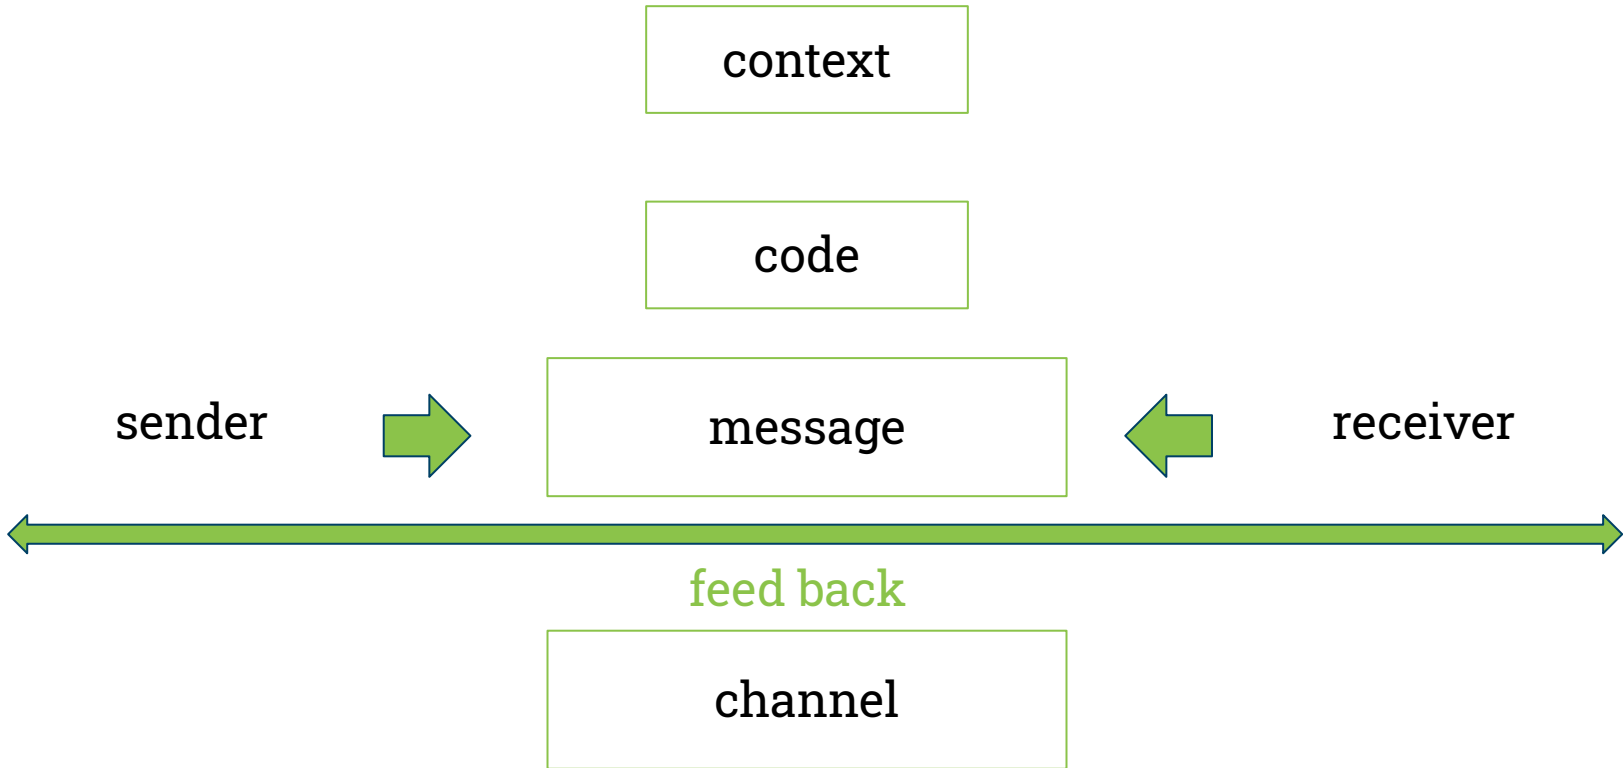 context
code
sender
message
receiver
feed back
channel